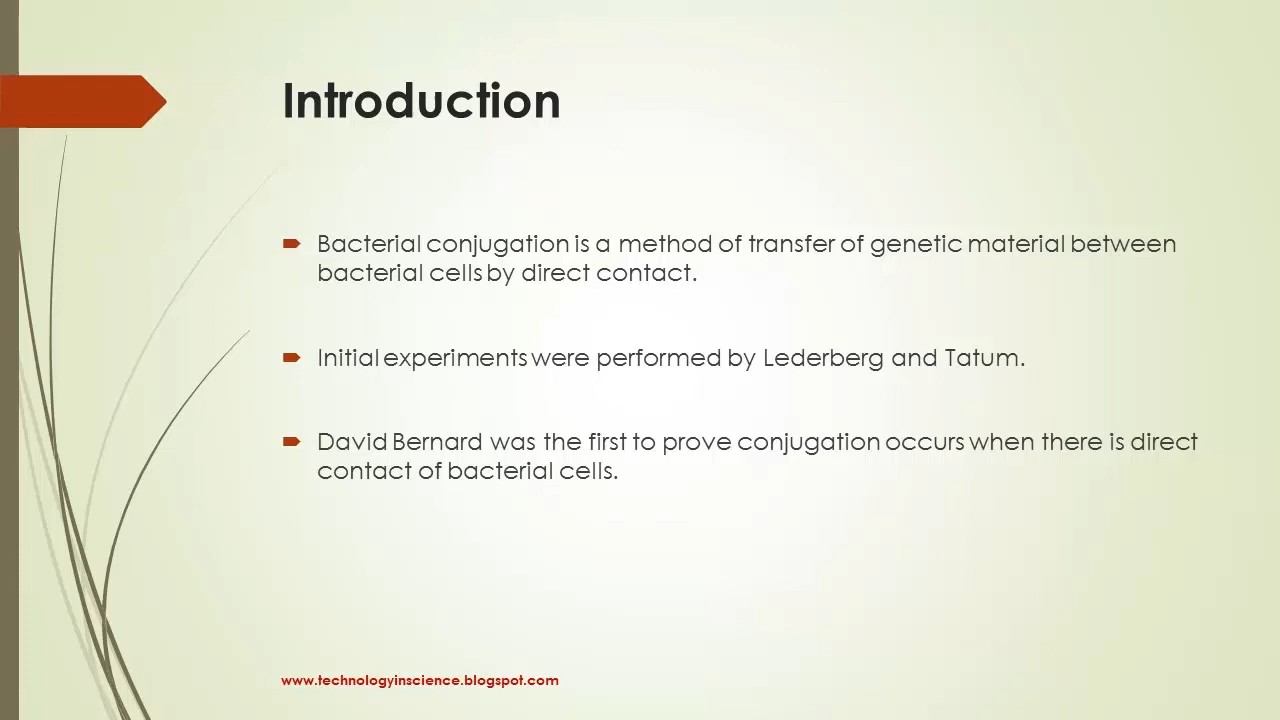 Introduction
Bacterial conjugation is a method of transfer of genetic material between
bacterial cells by direct contact.
Initial experiments were performed by Lederberg and Tatum.
David Bernard was the first to prove conjugation occurs when there is direct
contact of bacterial cells.
www.technologyinscience.blogspot.com